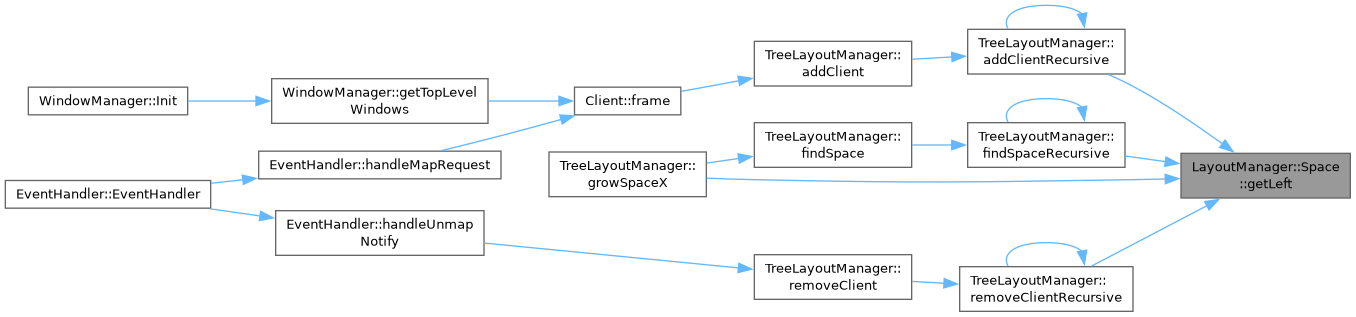 TreeLayoutManager::
addClientRecursive
TreeLayoutManager::
addClient
WindowManager::getTopLevel
Windows
WindowManager::Init
Client::frame
TreeLayoutManager::
findSpace
TreeLayoutManager::
findSpaceRecursive
EventHandler::handleMapRequest
TreeLayoutManager::
growSpaceX
LayoutManager::Space
::getLeft
EventHandler::EventHandler
EventHandler::handleUnmap
Notify
TreeLayoutManager::
removeClient
TreeLayoutManager::
removeClientRecursive